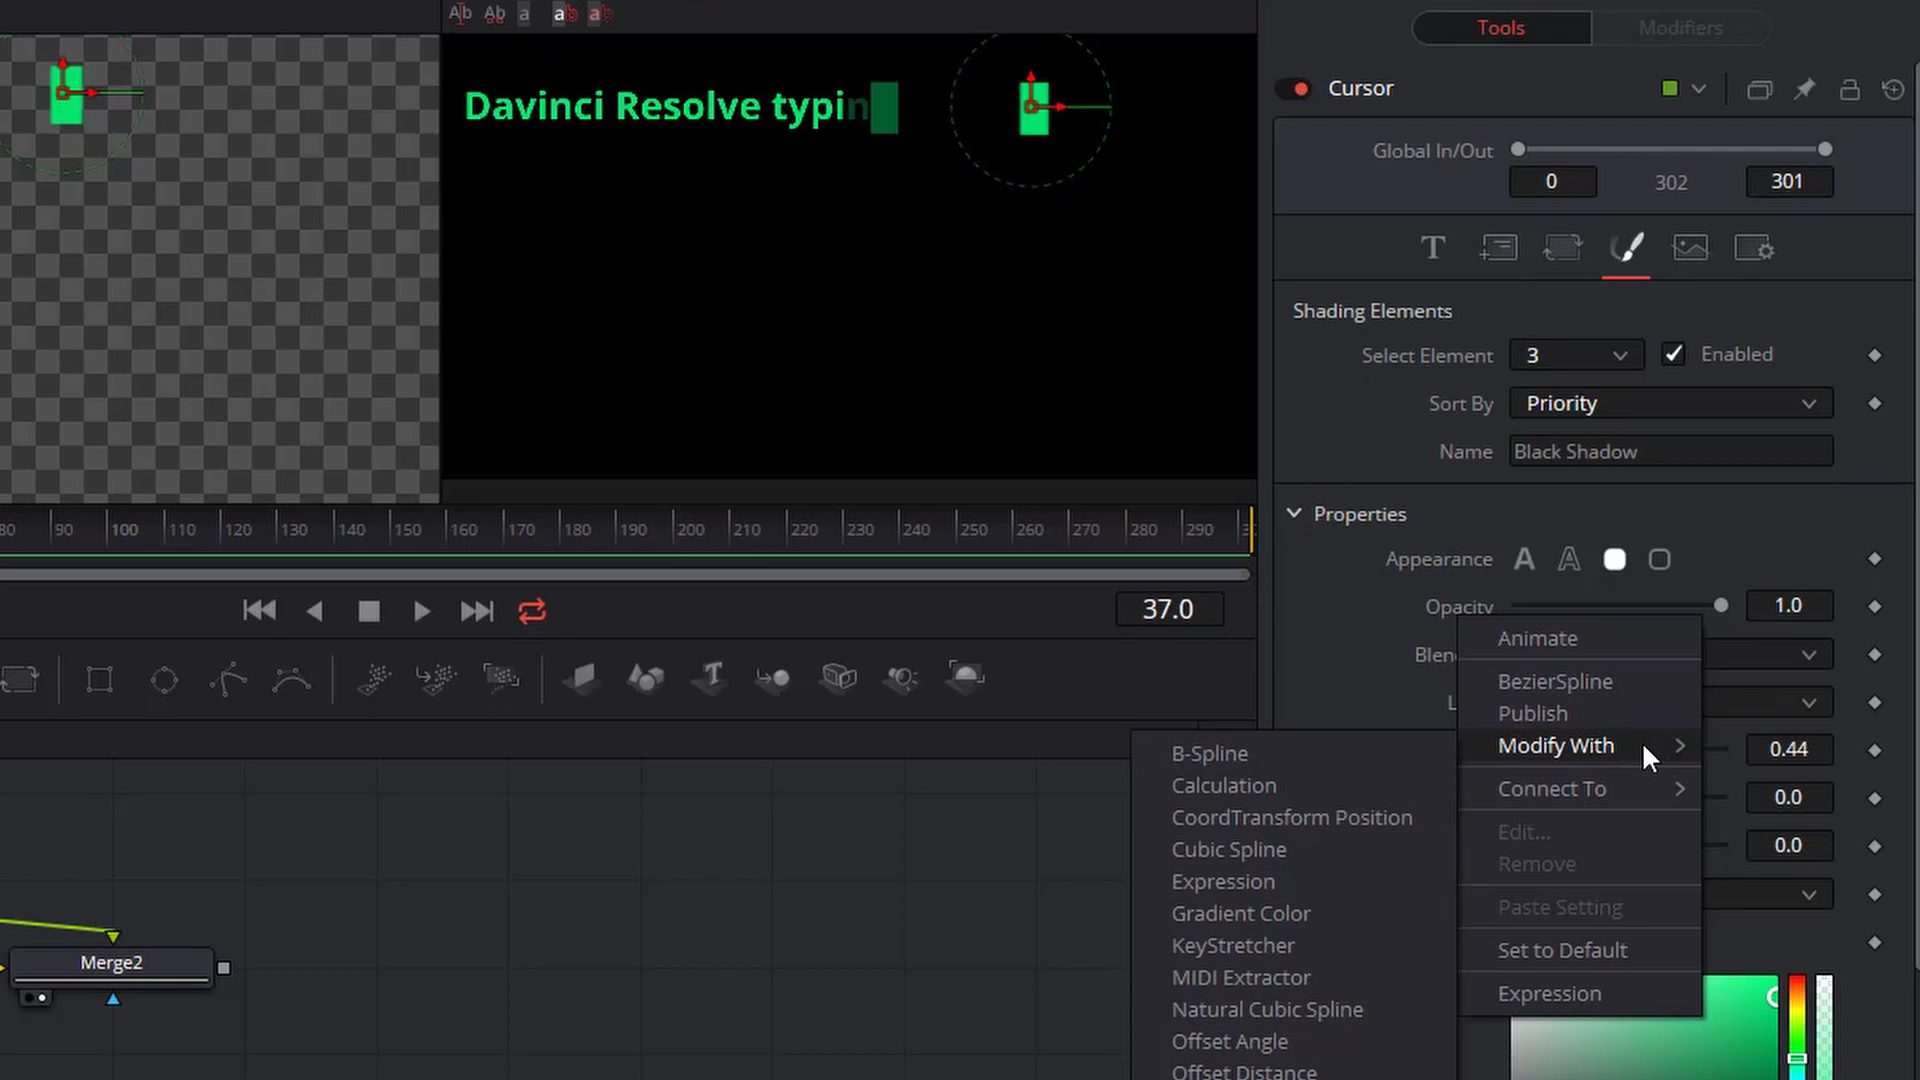 Ab Ab a ab ab
Tools Modifiers
Davinci Resolve typin
Cursor
Global In/Out
0 302 301
T
Shading Elements
Select Element 3 Enabled
Sort By Priority
Name Black Shadow
Properties
80 90 100 110 120 130 140 150 160 170 180 190 200 210 220 230 240 250 260 270 280 290
Appearance A A
Opacity 1.0
37.0
Animate
Blen
BezierSpline
Publish
Modify With 0.44
Connect To 0.0
Edit... 0.0
Remove
Paste Setting
Set to Default
Expression
B-Spline
Calculation
CoordTransform Position
Cubic Spline
Expression
Gradient Color
KeyStretcher
MIDI Extractor
Natural Cubic Spline
Offset Angle
Offset Distance
Merge2